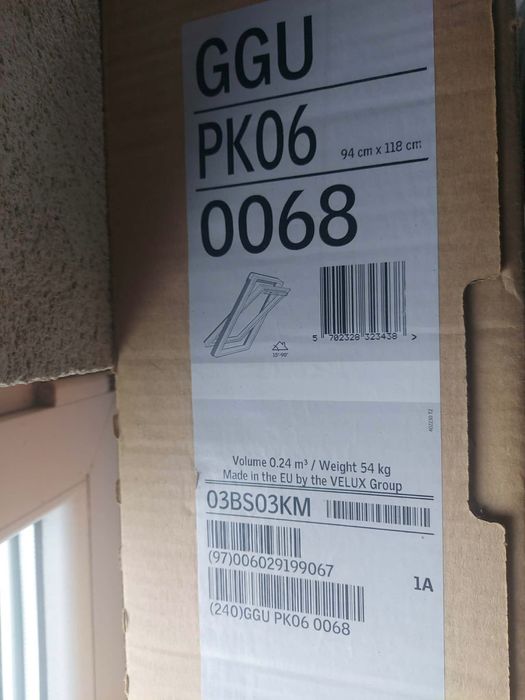 GGU
PK06 94 cm x 118 cm
0068
15°-90°
5 702328 323438 >
Volume 0.24 m³ / Weight 54 kg
Made in the EU by the VELUX Group
03BS03KM
(97)006029199067
1A
(240)GGU PK06 0068